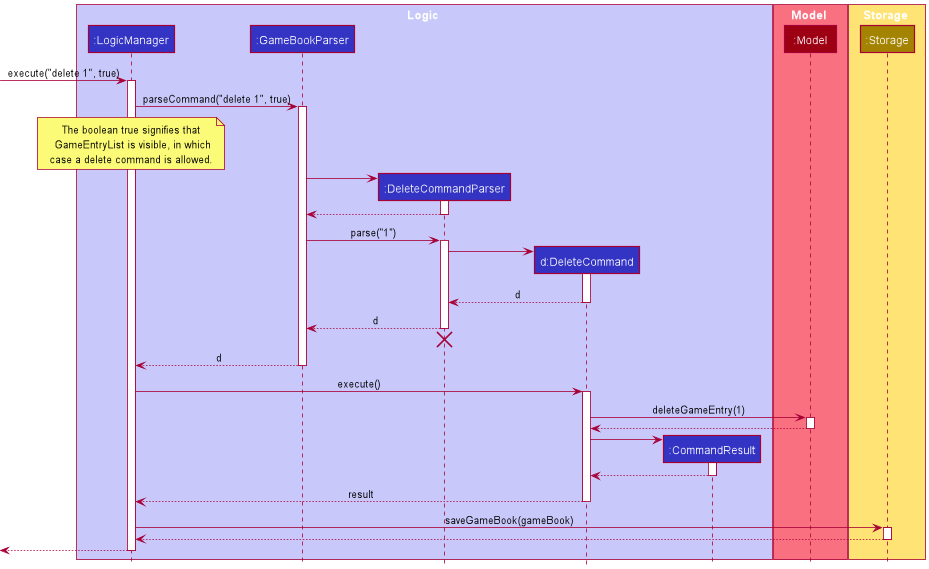 Logic
Model
Storage
:LogicManager
:GameBookParser
:Model
:Storage
execute("delete 1", true)
parseCommand("delete 1", true)
The boolean true signifies that
GameEntryList is visible, in which
case a delete command is allowed.
:DeleteCommandParser
parse("1")
d:DeleteCommand
d
d
d
execute()
deleteGameEntry(1)
:CommandResult
result
saveGameBook(gameBook)